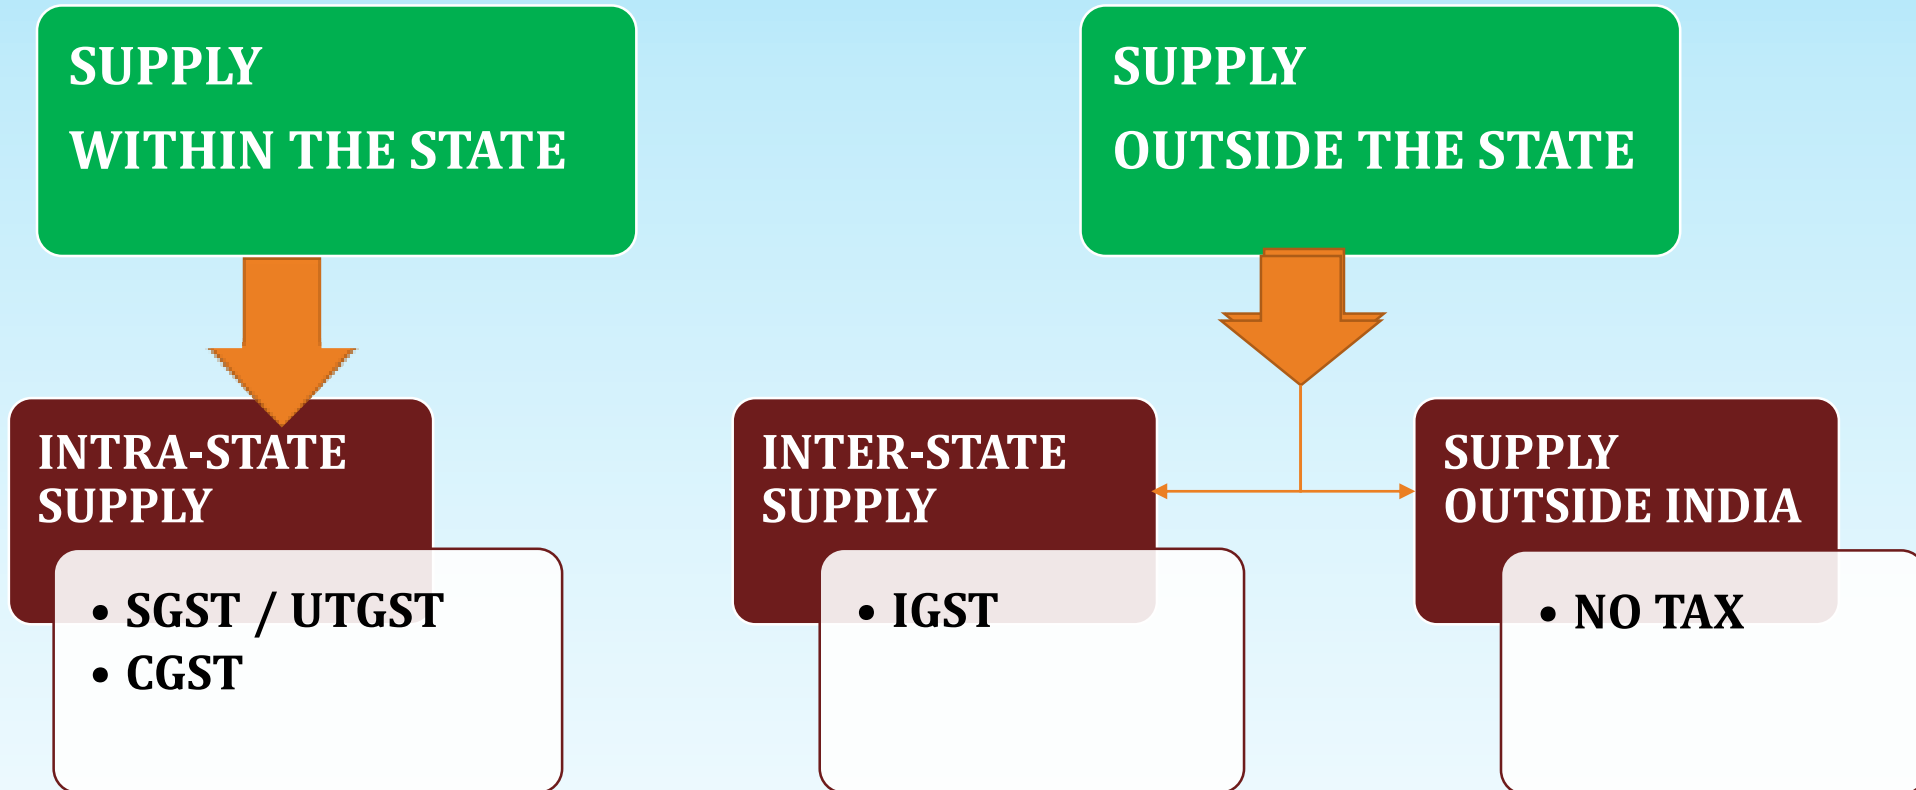 SUPPLY
WITHIN THE STATE
SUPPLY
OUTSIDE THE STATE
INTRA-STATE
SUPPLY
• SGST / UTGST
• CGST
INTER-STATE
SUPPLY
• IGST
SUPPLY
OUTSIDE INDIA
• NO TAX